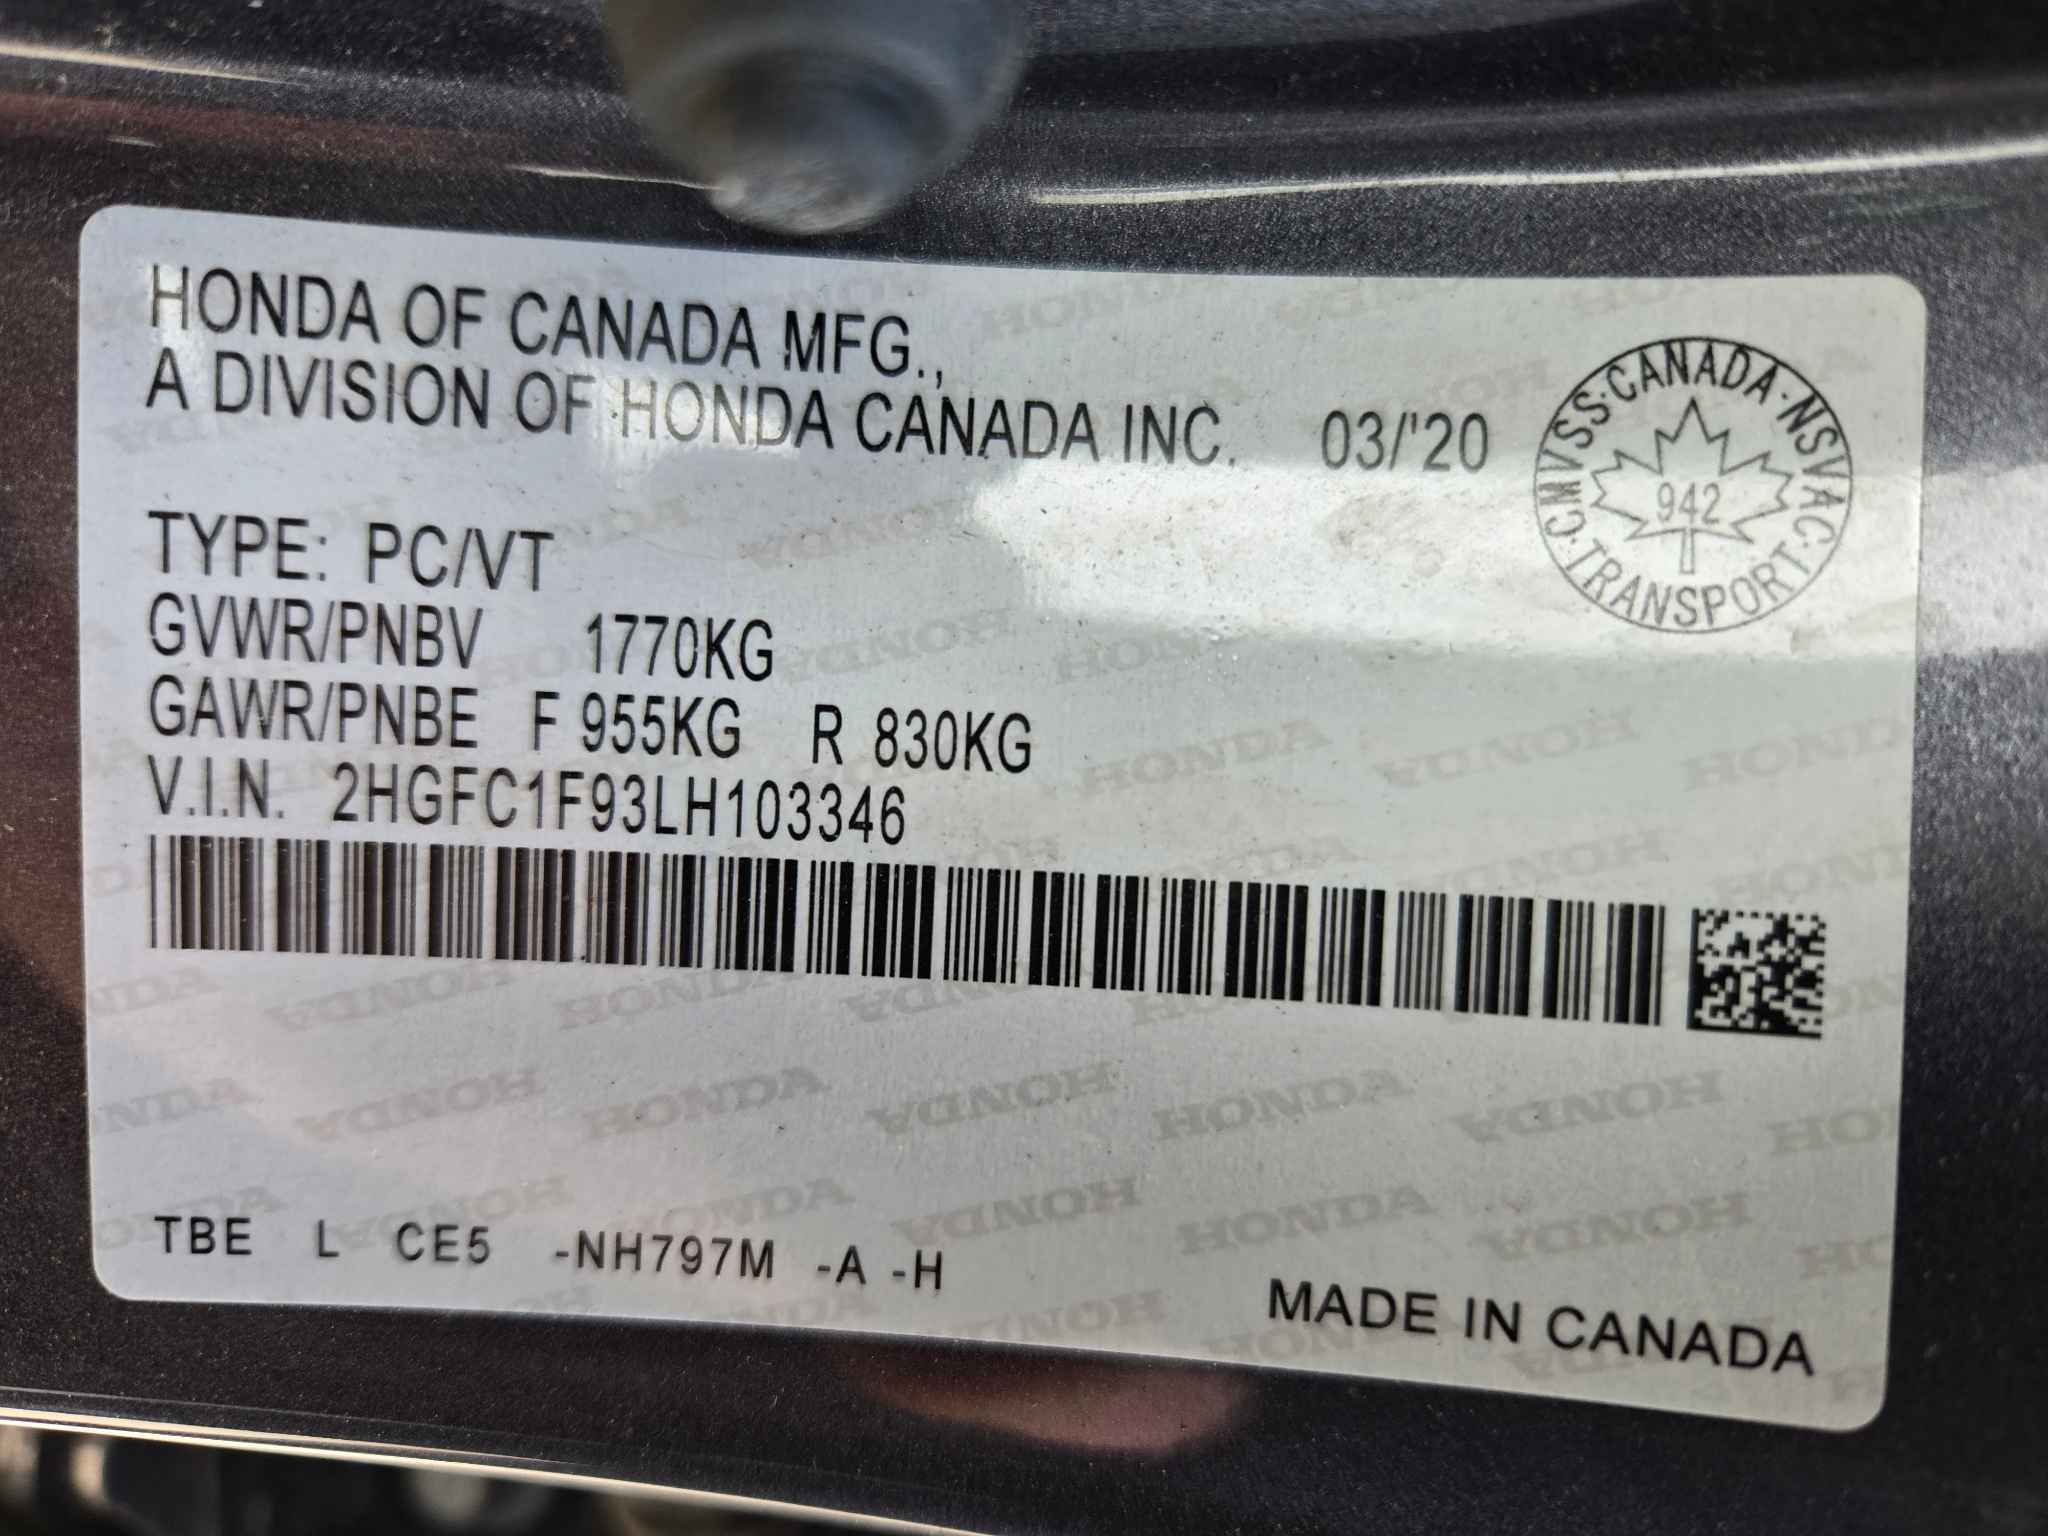 HONDA OF CANADA MFG.,
A DIVISION OF HONDA CANADA INC. 03/'20
CMVSS·CANADA·NSVAC·TRANSPORT·
942
TYPE: PC/VT
GVWR/PNBV 1770KG
GAWR/PNBE F 955KG R 830KG
V.I.N. 2HGFC1F93LH103346
TBE L CE5 -NH797M -A -H
MADE IN CANADA